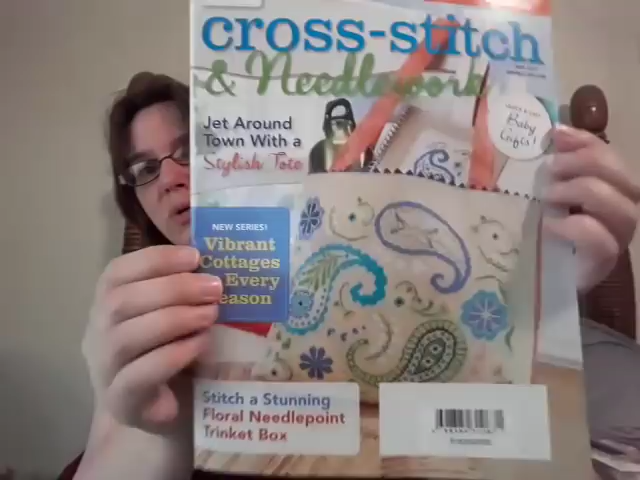 cross-stitch
& Needlework
Jet Around
Town With a
Stylish Tote
Baby
Gifts!
NEW SERIES!
Vibrant
Cottages
Every
eason
Stitch a Stunning
Floral Needlepoint
Trinket Box